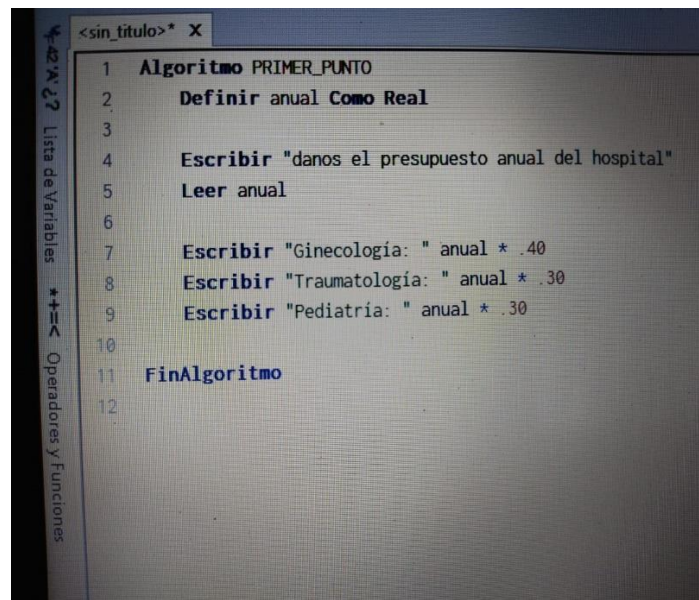 <sin_titulo>* X
1 Algoritmo PRIMER_PUNTO
2 Definir anual Como Real
3
4 Escribir "danos el presupuesto anual del hospital"
5 Leer anual
6
7 Escribir "Ginecología: " anual * .40
8 Escribir "Traumatología: " anual * .30
9 Escribir "Pediatría: " anual * .30
10
11 FinAlgoritmo
12
42 'A' ¿? Lista de Variables
*+=< Operadores y Funciones